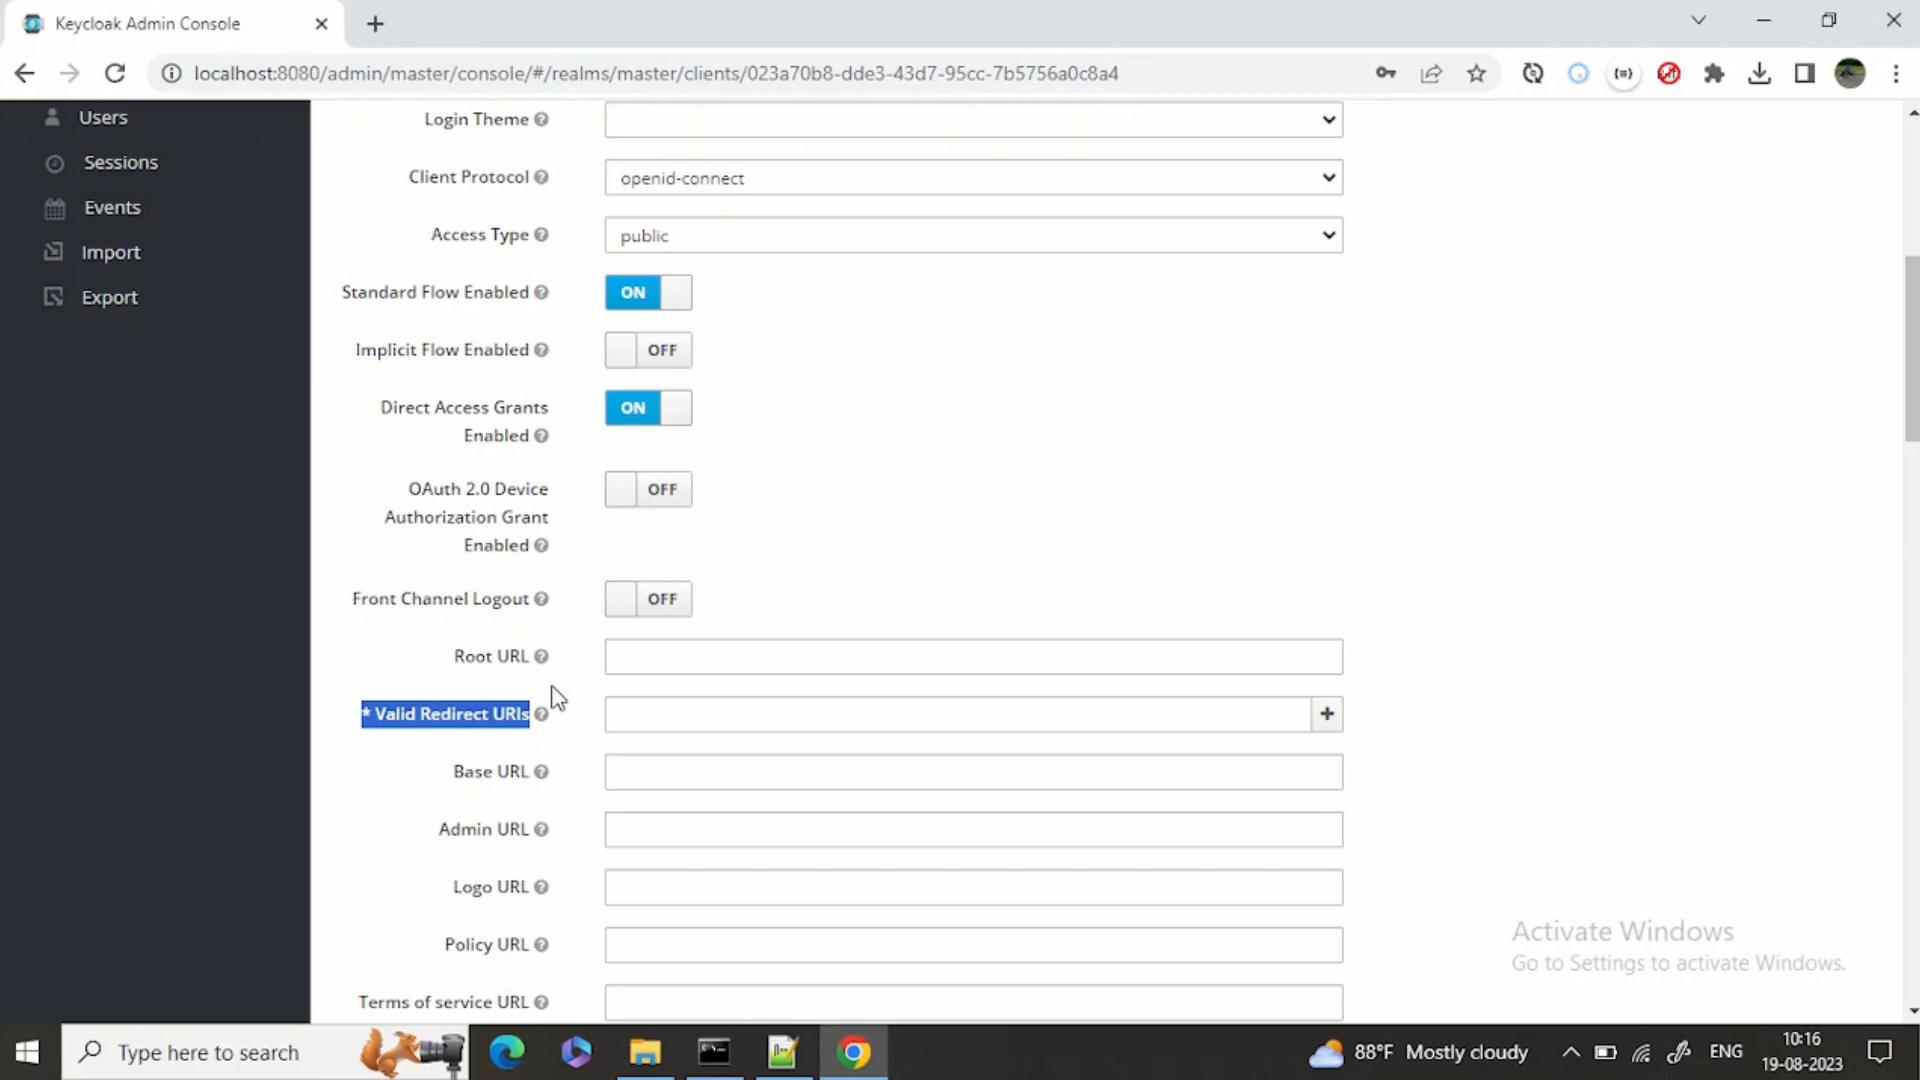 Keycloak Admin Console
localhost:8080/admin/master/console/#/realms/master/clients/023a70b8-dde3-43d7-95cc-7b5756a0c8a4
Users
Sessions
Events
Import
Export
Login Theme
Client Protocol openid-connect
Access Type public
Standard Flow Enabled ON
Implicit Flow Enabled OFF
Direct Access Grants
Enabled ON
OAuth 2.0 Device OFF
Authorization Grant
Enabled
Front Channel Logout OFF
Root URL
* Valid Redirect URIs +
Base URL
Admin URL
Logo URL
Policy URL
Terms of service URL
Activate Windows
Go to Settings to activate Windows.
Type here to search
88°F Mostly cloudy
ENG
10:16
19-08-2023